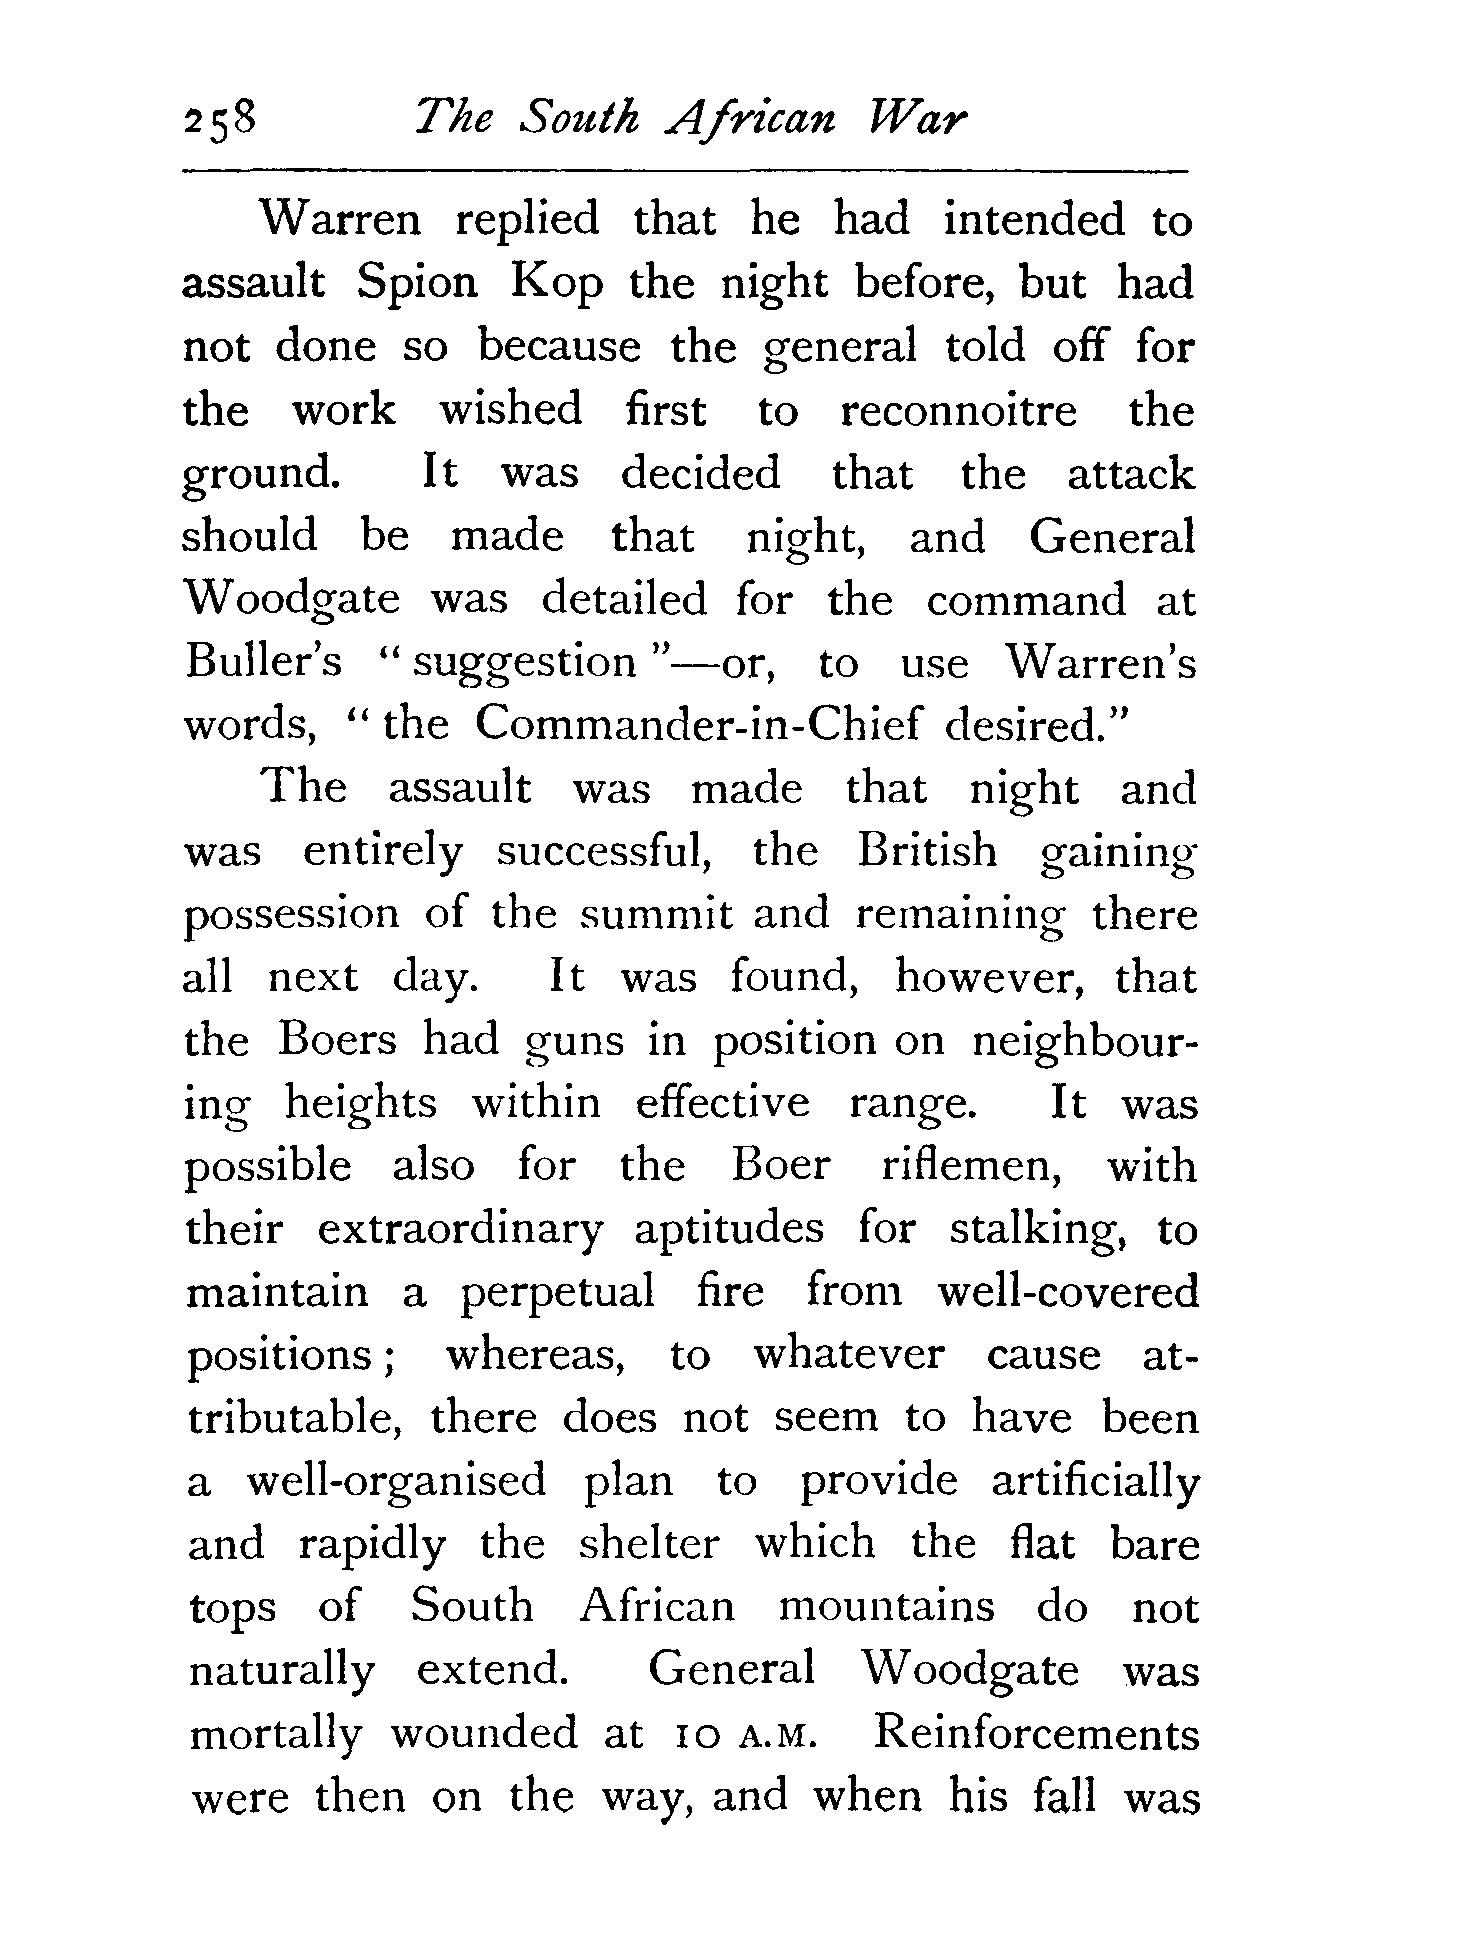 258 The South African War
Warren replied that he had intended to
assault Spion Kop the night before, but had
not done so because the general told off for
the work wished first to reconnoitre the
ground. It was decided that the attack
should be made that night, and General
Woodgate was detailed for the command at
Buller's “ suggestion ”—or, to use Warren's
words, “ the Commander-in-Chief desired.”
The assault was made that night and
was entirely successful, the British gaining
possession of the summit and remaining there
all next day. It was found, however, that
the Boers had guns in position on neighbour-
ing heights within effective range. It was
possible also for the Boer riflemen, with
their extraordinary aptitudes for stalking, to
maintain a perpetual fire from well-covered
positions ; whereas, to whatever cause at-
tributable, there does not seem to have been
a well-organised plan to provide artificially
and rapidly the shelter which the flat bare
tops of South African mountains do not
naturally extend. General Woodgate was
mortally wounded at 10 A.M. Reinforcements
were then on the way, and when his fall was